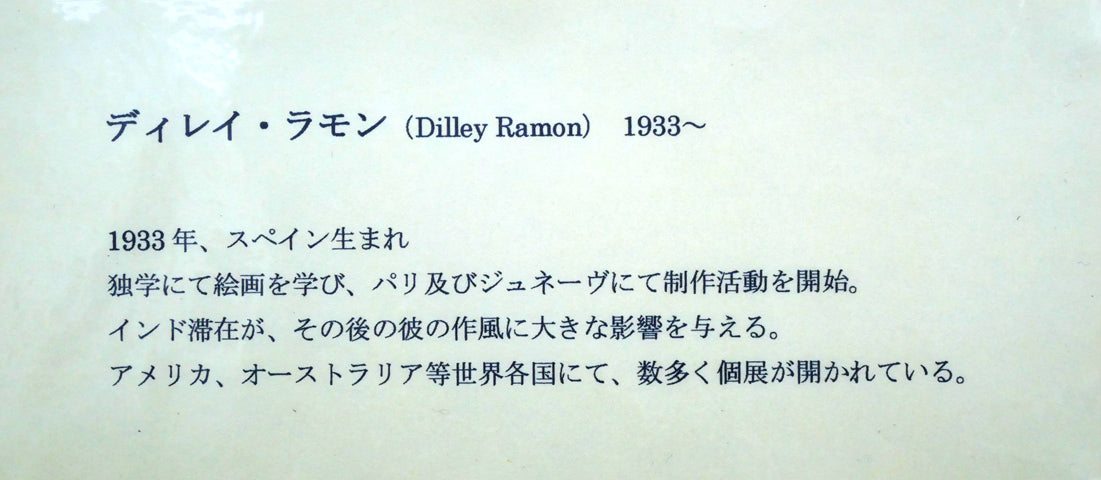 ディレイ・ラモン（Dilley Ramon） 1933～
1933年、スペイン生まれ
独学にて絵画を学び、パリ及びジュネーヴにて制作活動を開始。
インド滞在が、その後の彼の作風に大きな影響を与える。
アメリカ、オーストラリア等世界各国にて、数多く個展が開かれている。